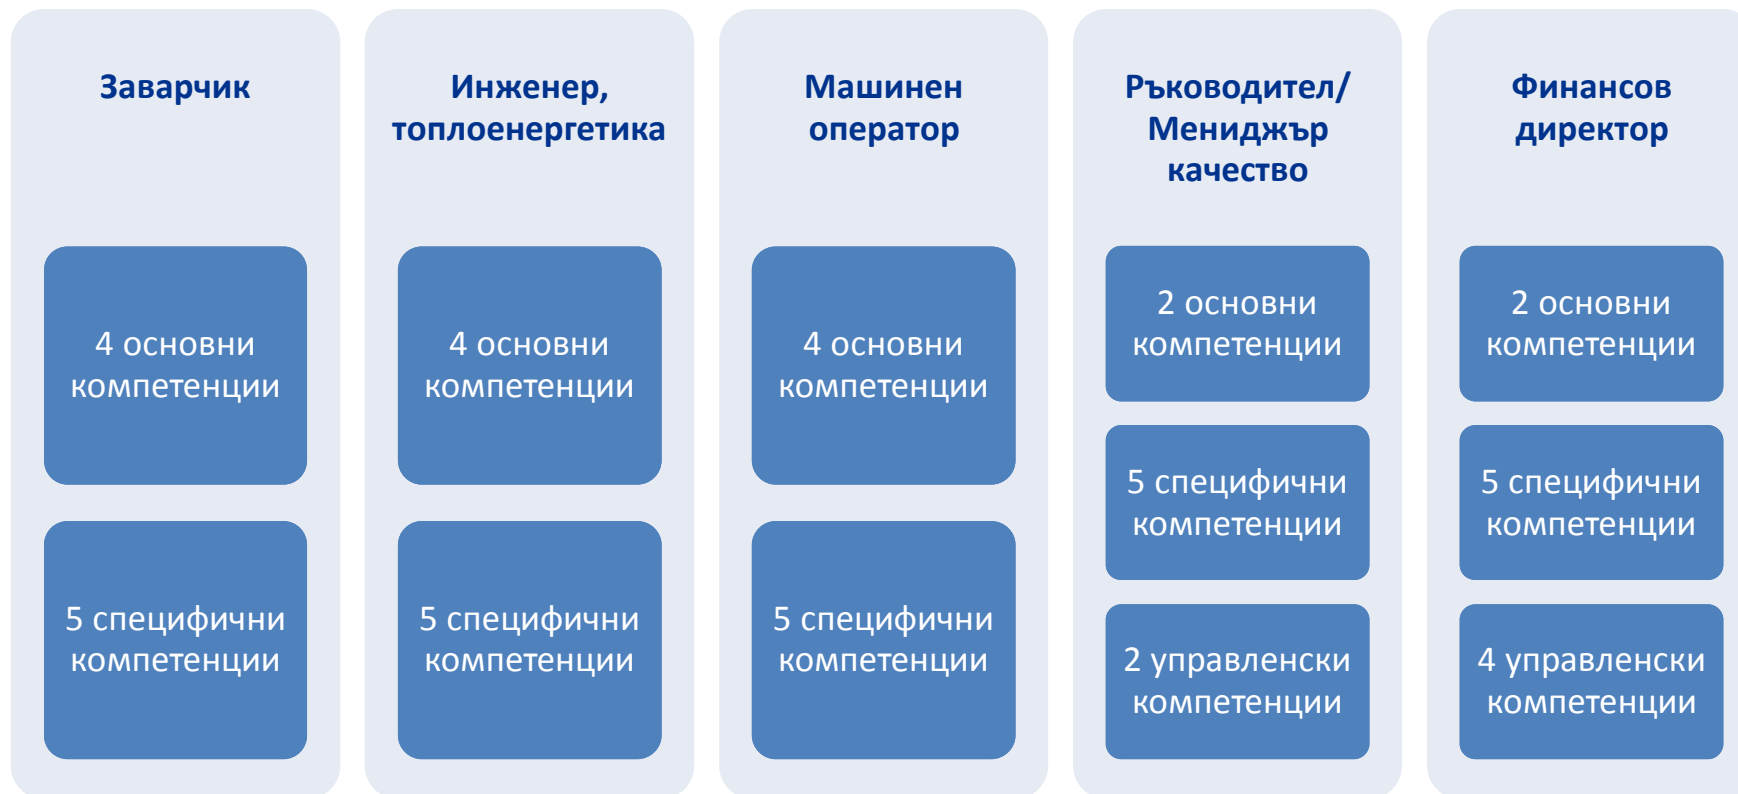 Заварчик
4 основни
компетенции
5 специфични
компетенции
Инженер,
топлоенергетика
4 основни
компетенции
5 специфични
компетенции
Машинен
оператор
4 основни
компетенции
5 специфични
компетенции
Ръководител/
Мениджър
качество
2 основни
компетенции
5 специфични
компетенции
2 управленски
компетенции
Финансов
директор
2 основни
компетенции
5 специфични
компетенции
4 управленски
компетенции